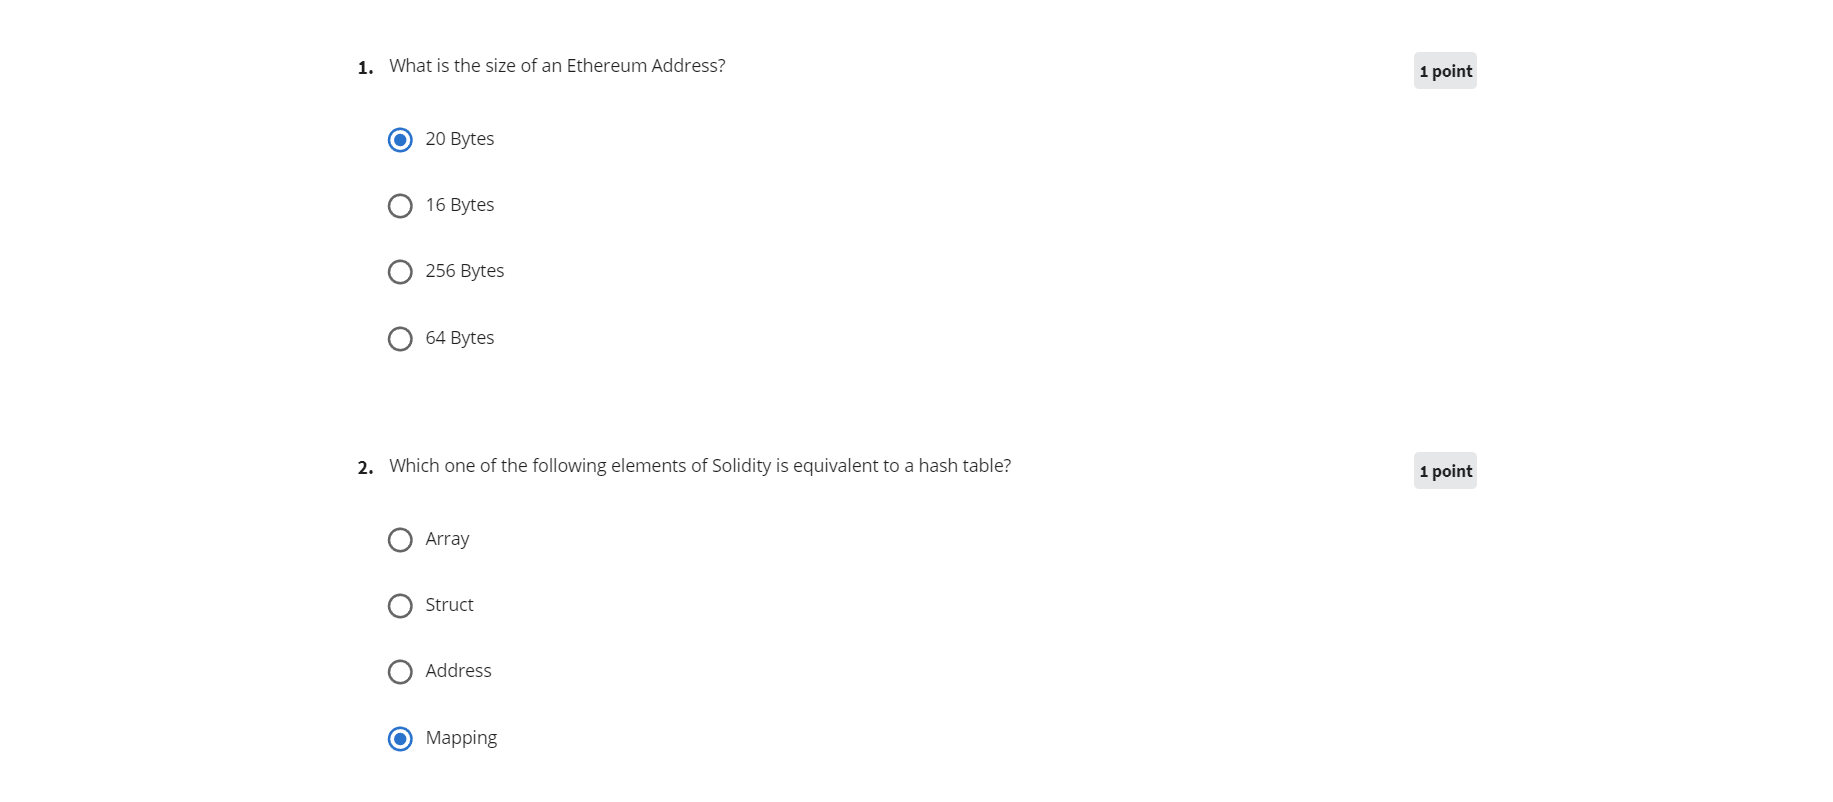 1. What is the size of an Ethereum Address?
1 point
20 Bytes
16 Bytes
256 Bytes
64 Bytes
2. Which one of the following elements of Solidity is equivalent to a hash table?
1 point
Array
Struct
Address
Mapping